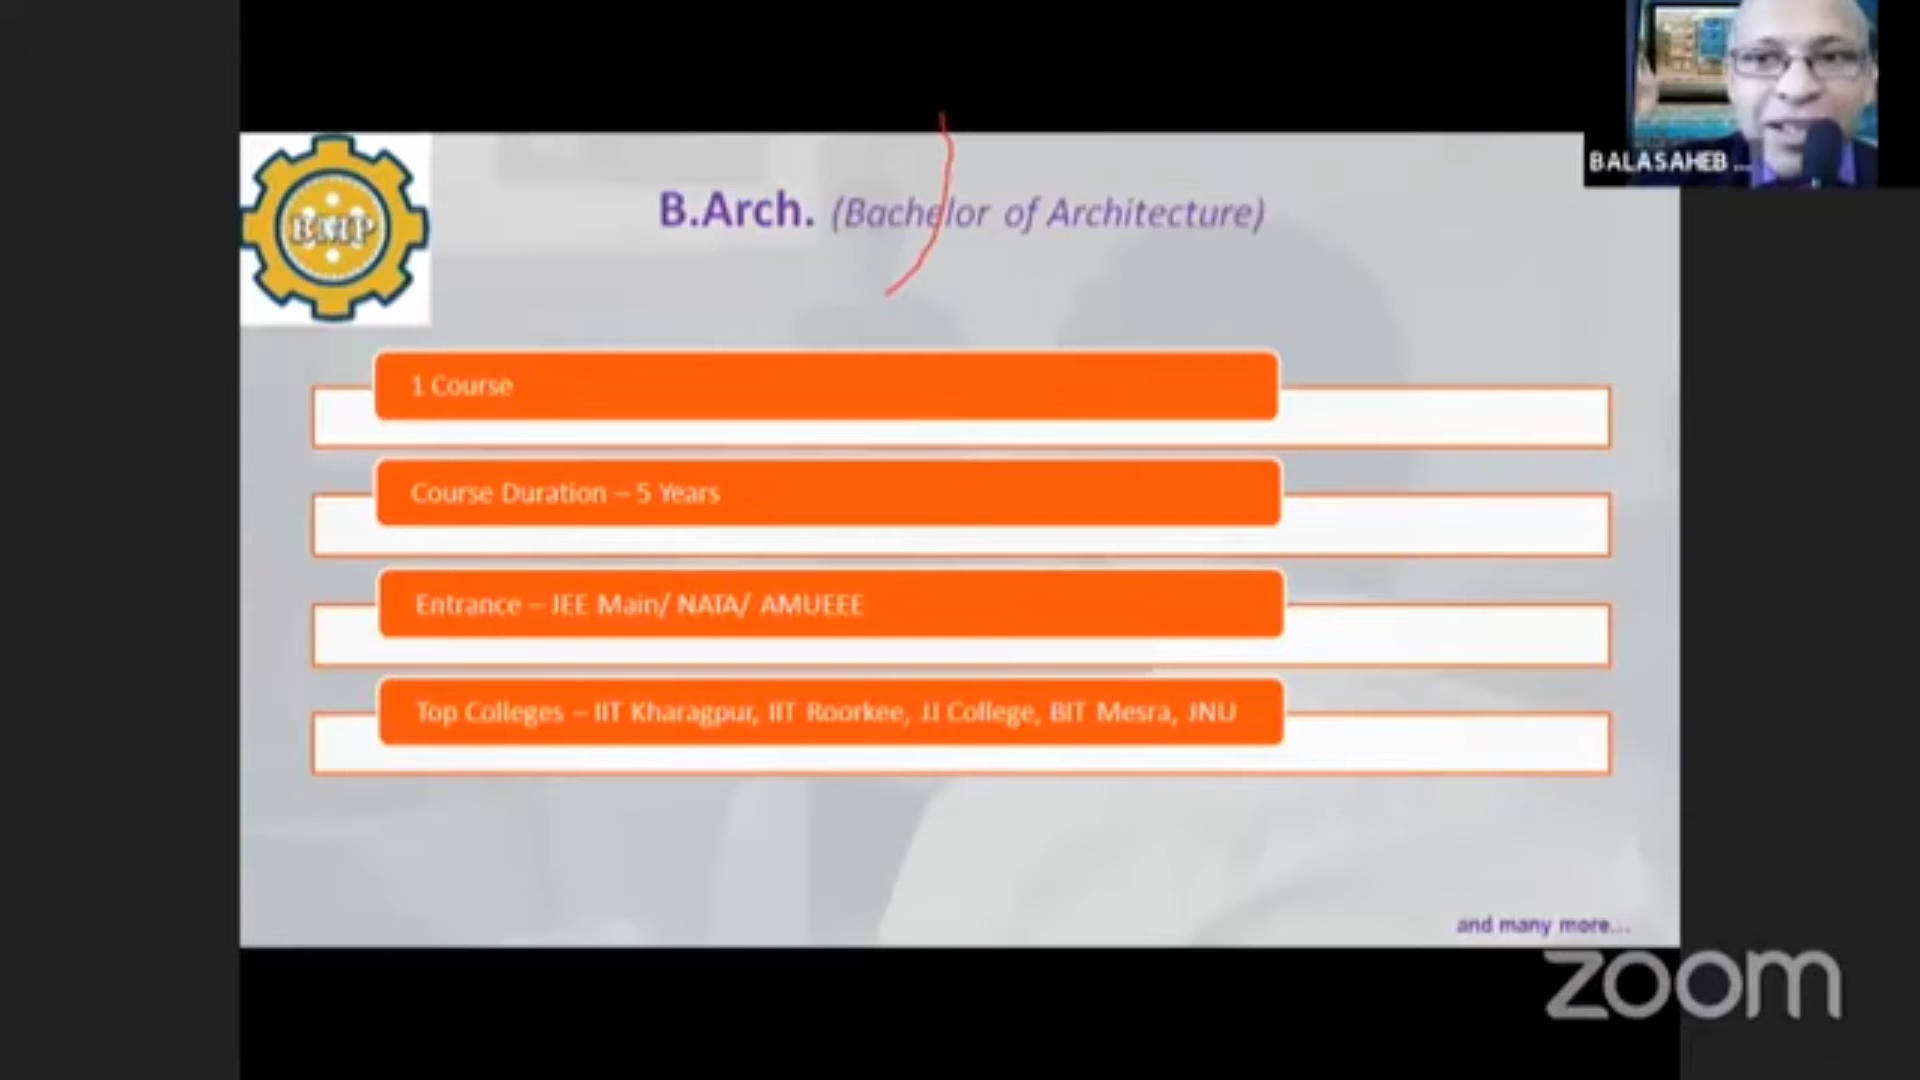 BALASAHEB ...
BMP
B.Arch. (Bachelor of Architecture)
1 Course
Course Duration – 5 Years
Entrance – JEE Main/ NATA/ AMUEEE
Top Colleges – IIT Kharagpur, IIT Roorkee, JJ College, BIT Mesra, JNU
and many more...
zoom